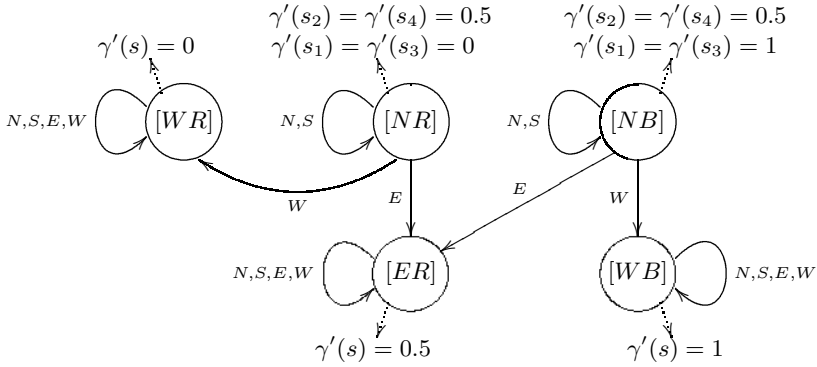 γ′(s₂) = γ′(s₄) = 0.5
γ′(s₁) = γ′(s₃) = 0
γ′(s₂) = γ′(s₄) = 0.5
γ′(s₁) = γ′(s₃) = 1
γ′(s) = 0
N,S,E,W
[WR]
N,S
[NR]
N,S
[NB]
W
E
E
W
N,S,E,W
[ER]
[WB]
N,S,E,W
γ′(s) = 0.5
γ′(s) = 1